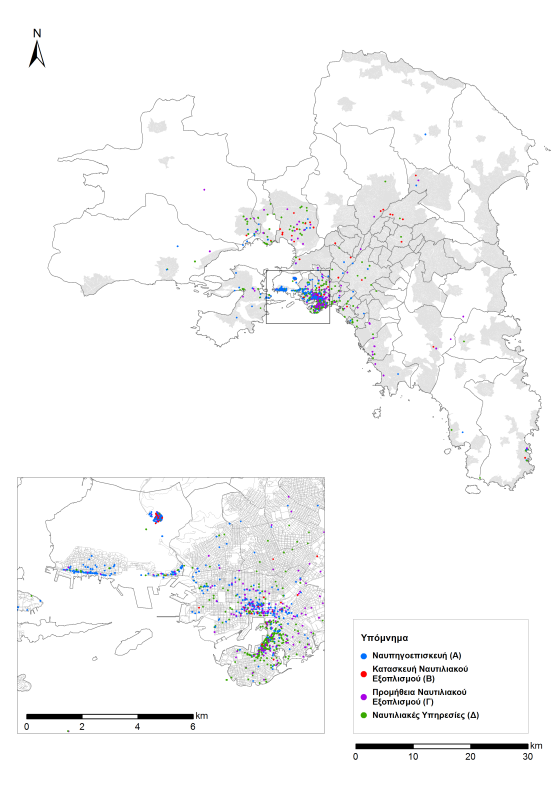 N
km
0 2 4 6
Υπόμνημα
Ναυπηγοεπισκευή (Α)
Κατασκευή Ναυτιλιακού
Εξοπλισμού (Β)
Προμήθεια Ναυτιλιακού
Εξοπλισμού (Γ)
Ναυτιλιακές Υπηρεσίες (Δ)
km
0 10 20 30